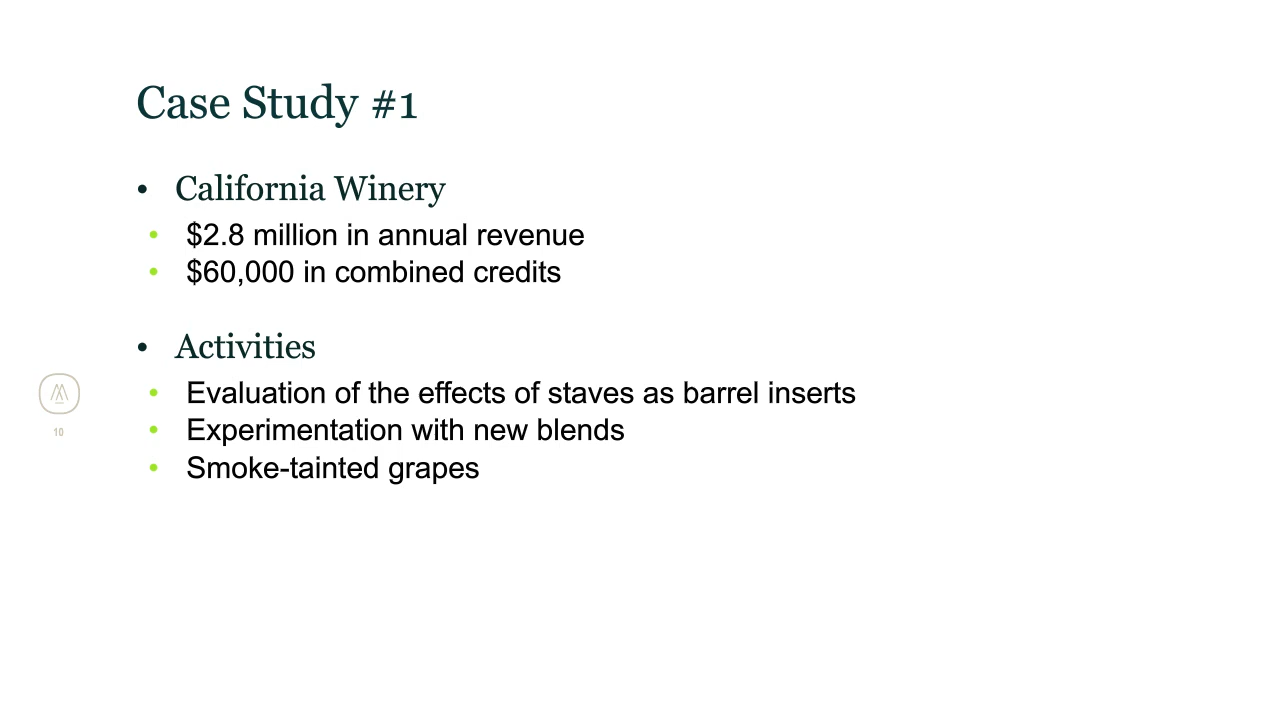 Case Study #1
• California Winery
• $2.8 million in annual revenue
• $60,000 in combined credits
• Activities
• Evaluation of the effects of staves as barrel inserts
• Experimentation with new blends
• Smoke-tainted grapes
10